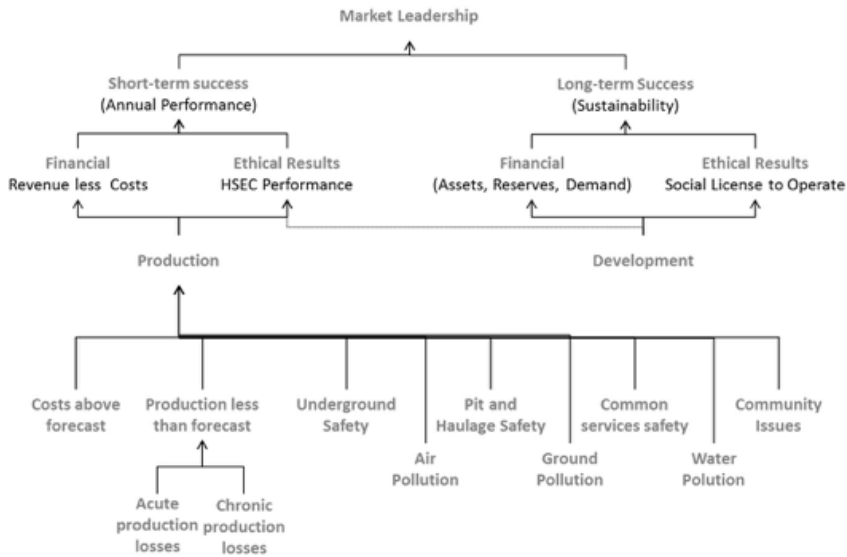 Market Leadership
Short-term success
(Annual Performance)
Long-term Success
(Sustainability)
Financial
Revenue less Costs
Ethical Results
HSEC Performance
Financial
(Assets, Reserves, Demand)
Ethical Results
Social License to Operate
Production
Development
Costs above
forecast
Production less
than forecast
Underground
Safety
Pit and
Haulage Safety
Common
services safety
Community
Issues
Air
Pollution
Ground
Pollution
Water
Polution
Acute
production
losses
Chronic
production
losses